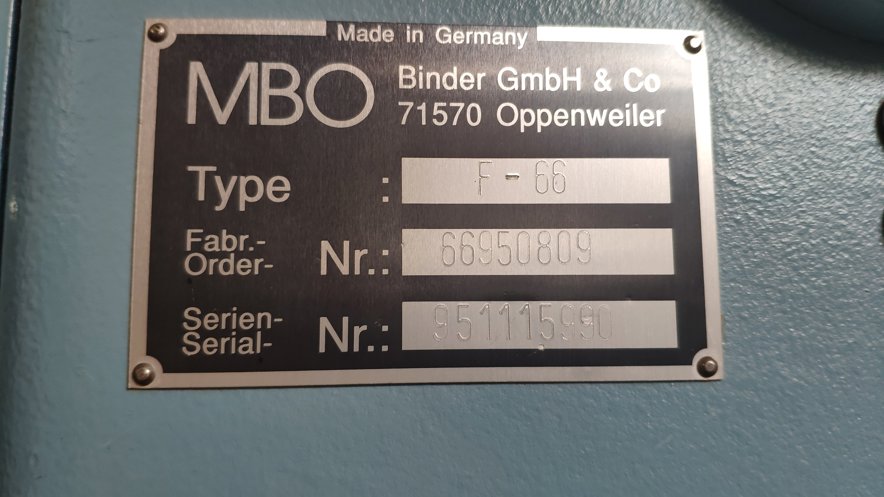 Made in Germany
MBO Binder GmbH & Co
71570 Oppenweiler
Type : F - 66
Fabr.-
Order- Nr.: 66950809
Serien-
Serial- Nr.: 951115990